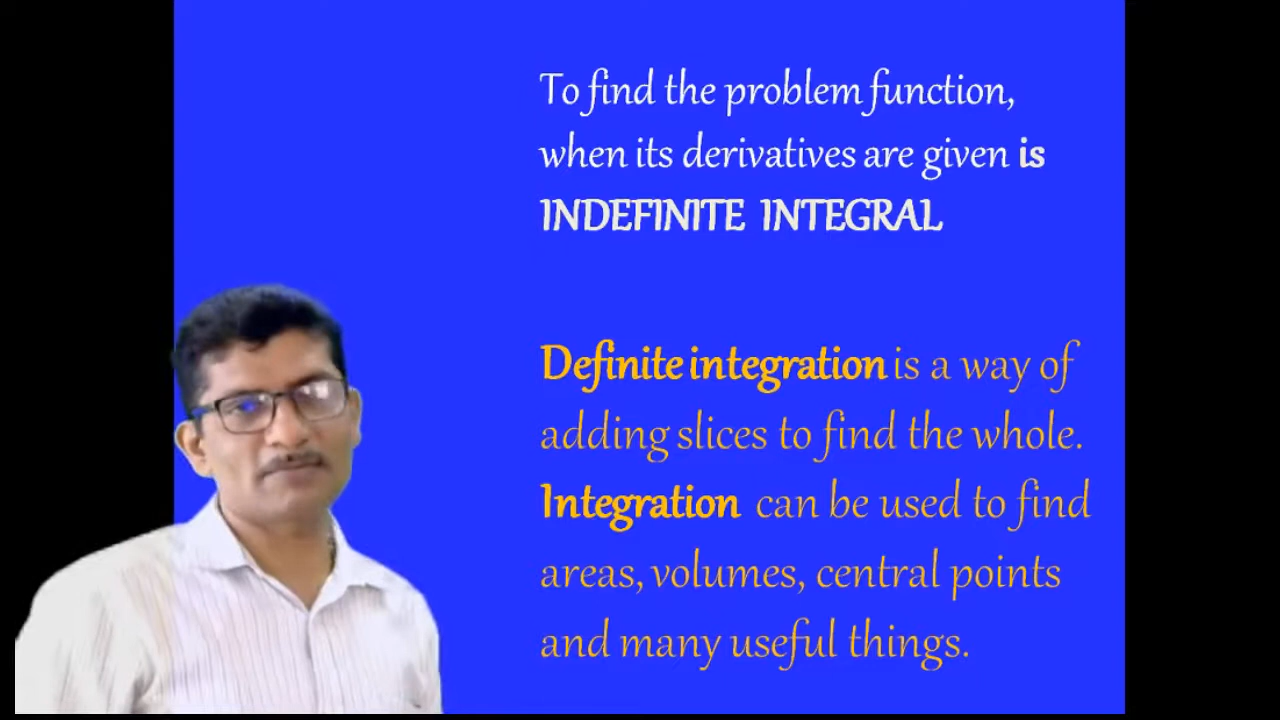 To find the problem function,
when its derivatives are given is
INDEFINITE INTEGRAL
Definite integration is a way of
adding slices to find the whole.
Integration can be used to find
areas, volumes, central points
and many useful things.